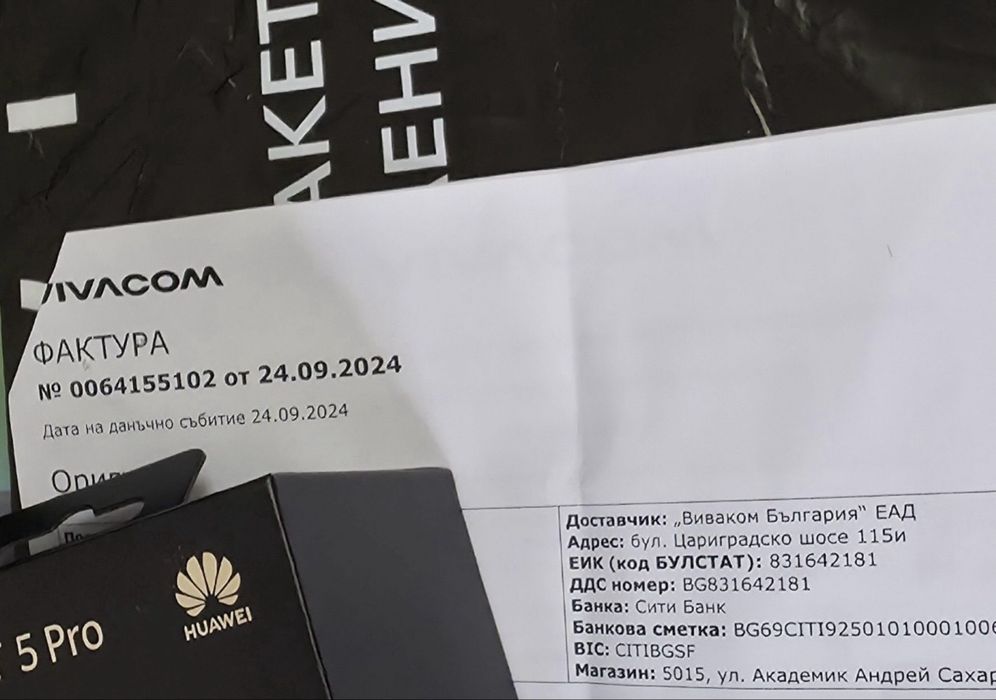 АКЕТ
ЕНИ
VIVACOM
ФАКТУРА
№ 0064155102 от 24.09.2024
Дата на данъчно събитие 24.09.2024
HUAWEI
5 Pro
Доставчик: „Виваком България“ ЕАД
Адрес: бул. Цариградско шосе 115и
ЕИК (код БУЛСТАТ): 831642181
ДДС номер: BG831642181
Банка: Сити Банк
Банкова сметка: BG69CITI92501010001006
BIC: CITIBGSF
Магазин: 5015, ул. Академик Андрей Сахар